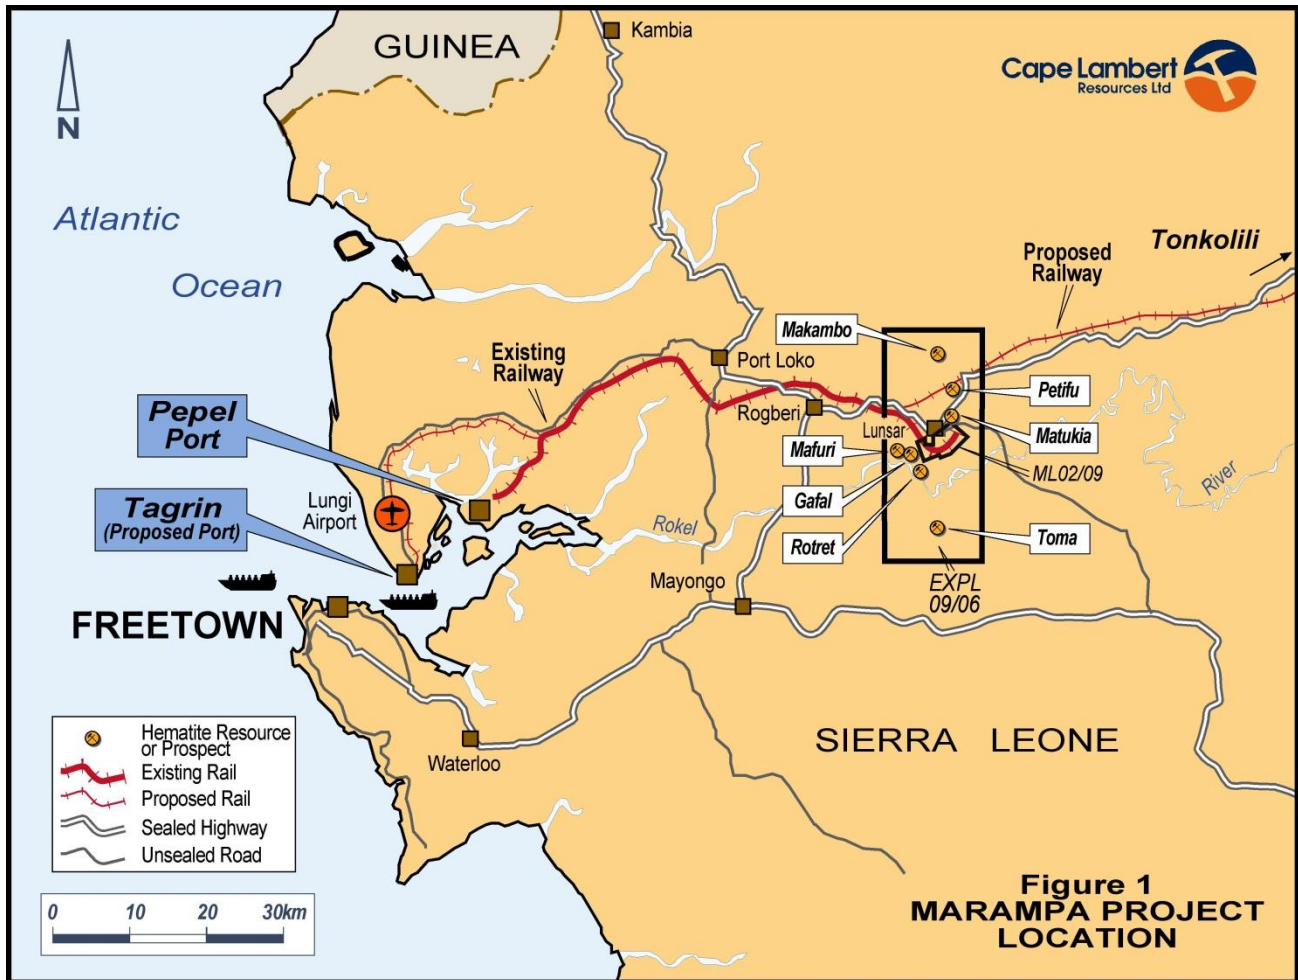 GUINEA
Kambia
Cape Lambert
Resources Ltd
N
Atlantic
Ocean
Tonkolili
Proposed
Railway
Makambo
Existing
Railway
Port Loko
Petifu
Pepel
Port
Rogberi
Lunsar
Matukia
Mafuri
ML02/09
River
Tagrin
(Proposed Port)
Lungi
Airport
Gafal
Rokel
Rotret
Toma
Mayongo
EXPL
09/06
FREETOWN
Hematite Resource
or Prospect
Existing Rail
Proposed Rail
Sealed Highway
Unsealed Road
Waterloo
SIERRA LEONE
0 10 20 30km
Figure 1
MARAMPA PROJECT
LOCATION